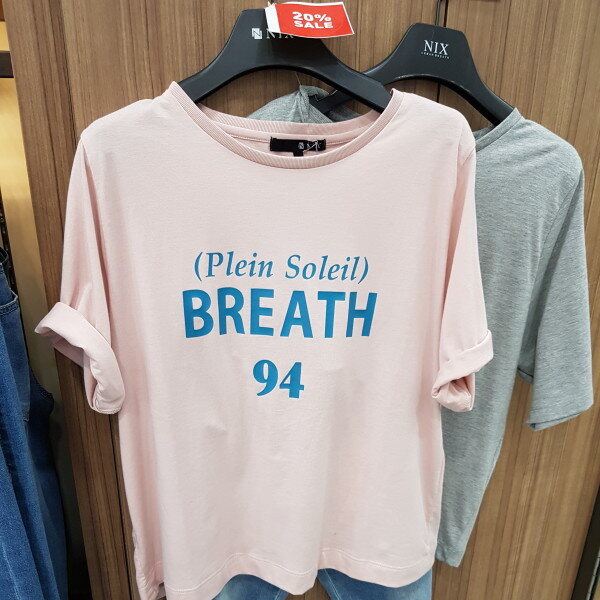 20%
SALE
NIX
NIX
(Plein Soleil)
BREATH
94